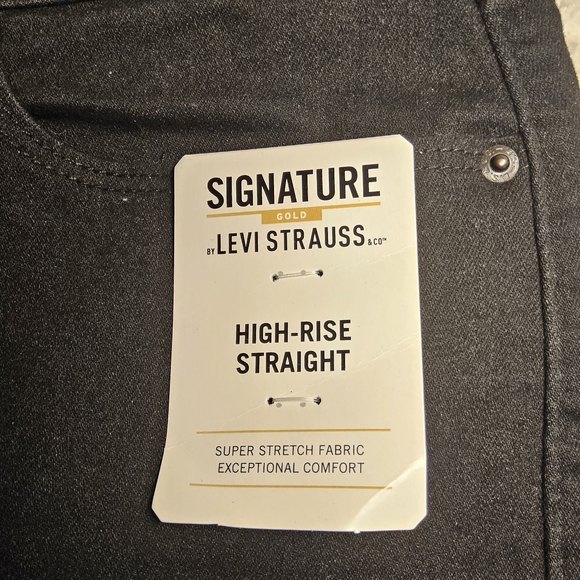 SIGNATURE
GOLD
BY LEVI STRAUSS & CO™
HIGH-RISE
STRAIGHT
SUPER STRETCH FABRIC
EXCEPTIONAL COMFORT